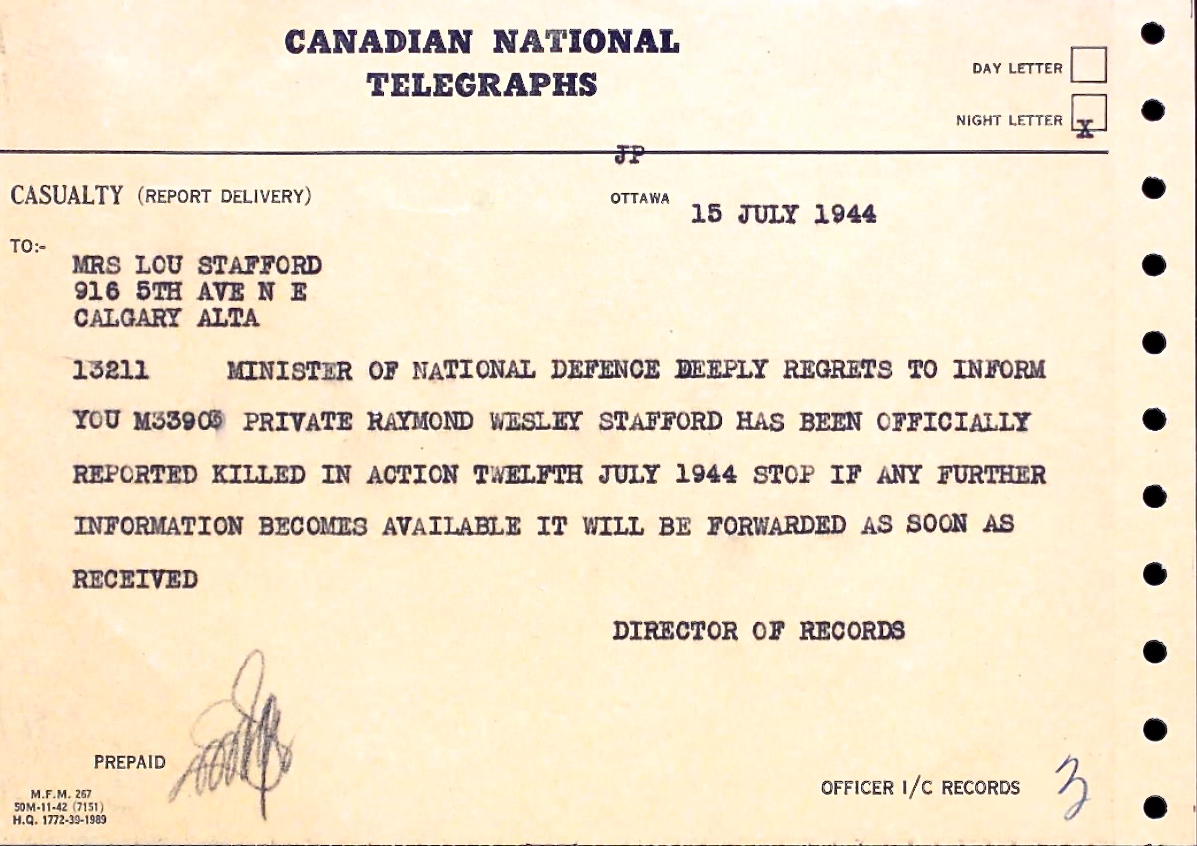 CANADIAN NATIONAL
TELEGRAPHS
DAY LETTER
NIGHT LETTER X
JP
CASUALTY (REPORT DELIVERY)
OTTAWA 15 JULY 1944
TO:-
MRS LOU STAFFORD
916 5TH AVE N E
CALGARY ALTA
13211 MINISTER OF NATIONAL DEFENCE DEEPLY REGRETS TO INFORM
YOU PRIVATE RAYMOND WESLEY STAFFORD HAS BEEN OFFICIALLY
REPORTED KILLED IN ACTION TWELFTH JULY 1944 STOP IF ANY FURTHER
INFORMATION BECOMES AVAILABLE IT WILL BE FORWARDED AS SOON AS
RECEIVED
DIRECTOR OF RECORDS
PREPAID
OFFICER I/C RECORDS 3
M.F.M. 267
50M-11-42 (7151)
H.Q. 1772-39-1989